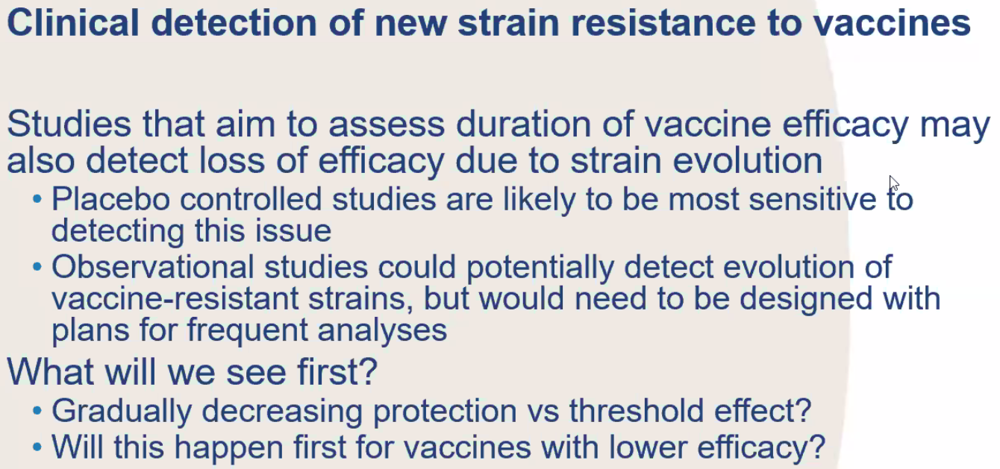 Clinical detection of new strain resistance to vaccines
Studies that aim to assess duration of vaccine efficacy may
also detect loss of efficacy due to strain evolution
• Placebo controlled studies are likely to be most sensitive to
detecting this issue
• Observational studies could potentially detect evolution of
vaccine-resistant strains, but would need to be designed with
plans for frequent analyses
What will we see first?
• Gradually decreasing protection vs threshold effect?
• Will this happen first for vaccines with lower efficacy?